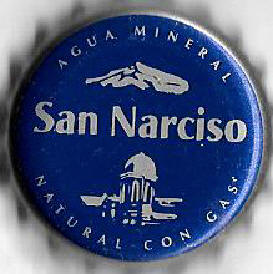 AGUA MINERAL
San Narciso
NATURAL CON GAS